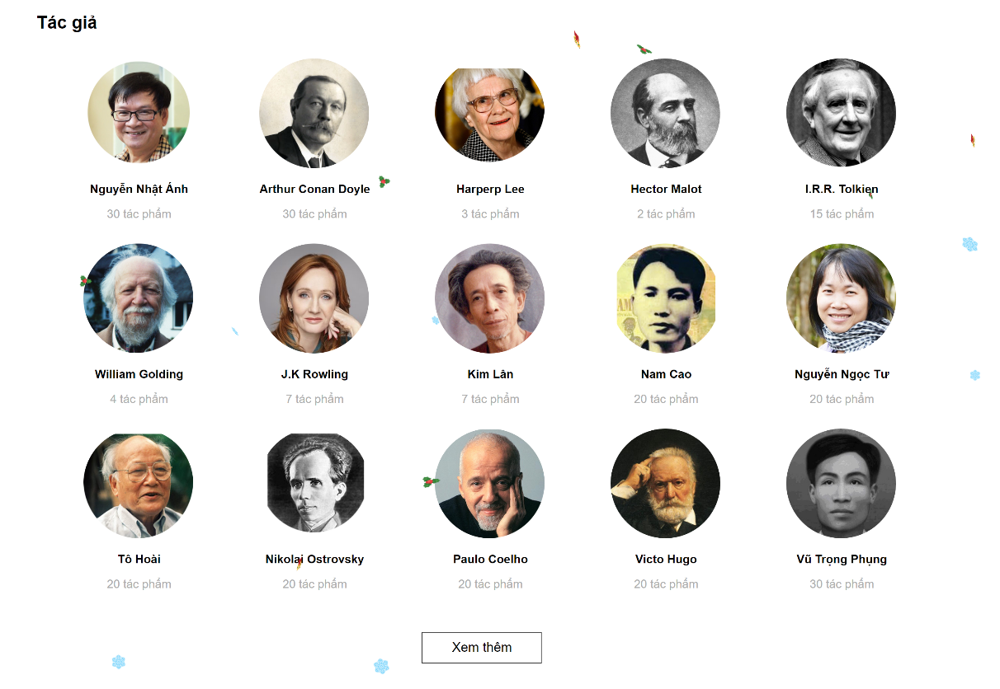 Tác giả
Nguyễn Nhật Ánh
Arthur Conan Doyle
Harperp Lee
Hector Malot
I.R.R. Tolkien
30 tác phẩm
30 tác phẩm
3 tác phẩm
2 tác phẩm
15 tác phẩm
William Golding
J.K Rowling
Kim Lân
Nam Cao
Nguyễn Ngọc Tư
4 tác phẩm
7 tác phẩm
7 tác phẩm
20 tác phẩm
20 tác phẩm
Tô Hoài
Nikolai Ostrovsky
Paulo Coelho
Victo Hugo
Vũ Trọng Phụng
20 tác phẩm
20 tác phẩm
20 tác phẩm
20 tác phẩm
30 tác phẩm
Xem thêm